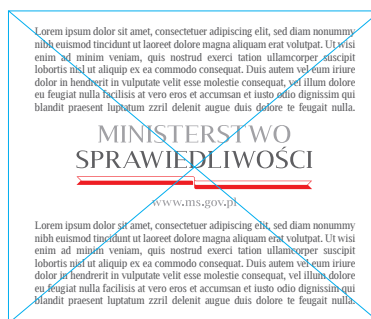 Lorem ipsum dolor sit amet, consectetuer adipiscing elit, sed diam nonummy
nibh euismod tincidunt ut laoreet dolore magna aliquam erat volutpat. Ut wisi
enim ad minim veniam, quis nostrud exerci tation ullamcorper suscipit
lobortis nisl ut aliquip ex ea commodo consequat. Duis autem vel eum iriure
dolor in hendrerit in vulputate velit esse molestie consequat, vel illum dolore
eu feugiat nulla facilisis at vero eros et accumsan et iusto odio dignissim qui
blandit praesent luptatum zzril delenit augue duis dolore te feugait nulla.
MINISTERSTWO
SPRAWIEDLIWOŚCI
www.ms.gov.pl
Lorem ipsum dolor sit amet, consectetuer adipiscing elit, sed diam nonummy
nibh euismod tincidunt ut laoreet dolore magna aliquam erat volutpat. Ut wisi
enim ad minim veniam, quis nostrud exerci tation ullamcorper suscipit
lobortis nisl ut aliquip ex ea commodo consequat. Duis autem vel eum iriure
dolor in hendrerit in vulputate velit esse molestie consequat, vel illum dolore
eu feugiat nulla facilisis at vero eros et accumsan et iusto odio dignissim qui
blandit praesent luptatum zzril delenit augue duis dolore te feugait nulla.